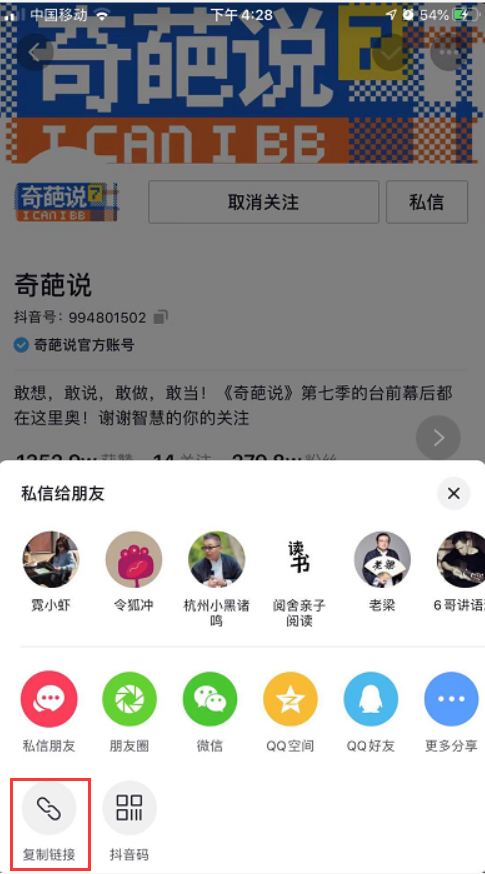 中国移动
下午 4:28
54%
奇葩说
7
I CAN I BB
奇葩说7
I CAN I BB
取消关注
私信
奇葩说
抖音号：994801502
奇葩说官方账号
敢想，敢说，敢做，敢当！《奇葩说》第七季的台前幕后都
在这里奥！谢谢智慧的你的关注
私信给朋友
读书
老梁
霓小虾
令狐冲
杭州小黑诸
鸣
阅舍亲子
阅读
老梁
6哥讲语
私信朋友
朋友圈
微信
QQ空间
QQ好友
更多分享
复制链接
抖音码